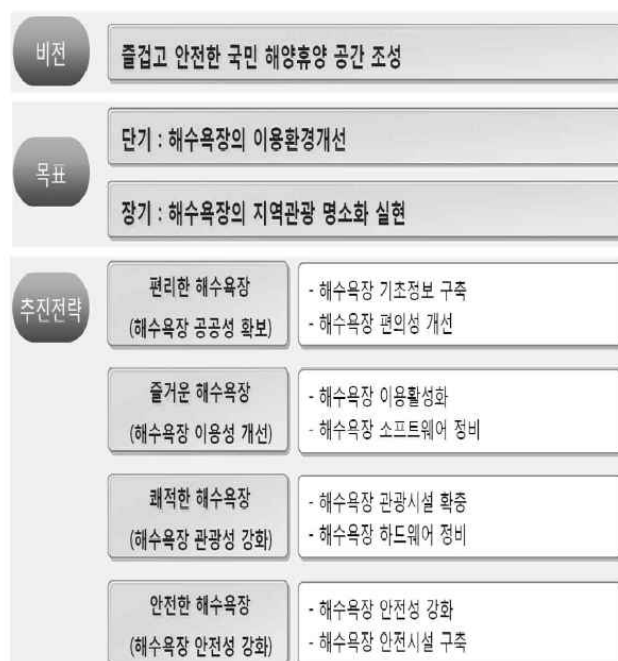 비전
즐겁고 안전한 국민 해양휴양 공간 조성
목표
단기 : 해수욕장의 이용환경개선
장기 : 해수욕장의 지역관광 명소화 실현
추진전략
편리한 해수욕장
(해수욕장 공공성 확보)
- 해수욕장 기초정보 구축
- 해수욕장 편의성 개선
즐거운 해수욕장
(해수욕장 이용성 개선)
- 해수욕장 이용활성화
- 해수욕장 소프트웨어 정비
쾌적한 해수욕장
(해수욕장 관광성 강화)
- 해수욕장 관광시설 확충
- 해수욕장 하드웨어 정비
안전한 해수욕장
(해수욕장 안전성 강화)
- 해수욕장 안전성 강화
- 해수욕장 안전시설 구축